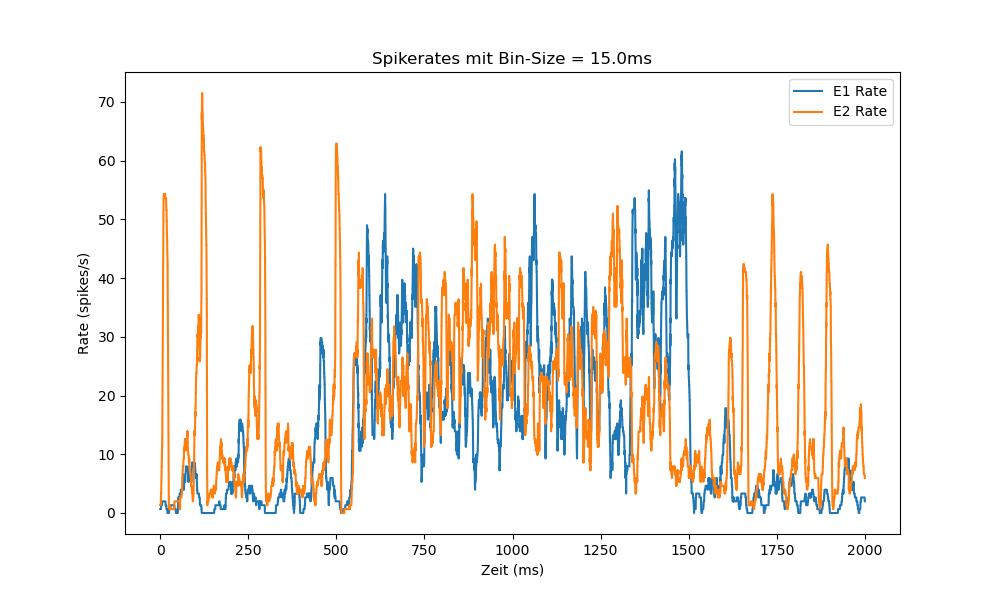 Spikerates mit Bin-Size = 15.0ms
E1 Rate
E2 Rate
Rate (spikes/s)
70
60
50
40
30
20
10
0
0 250 500 750 1000 1250 1500 1750 2000
Zeit (ms)